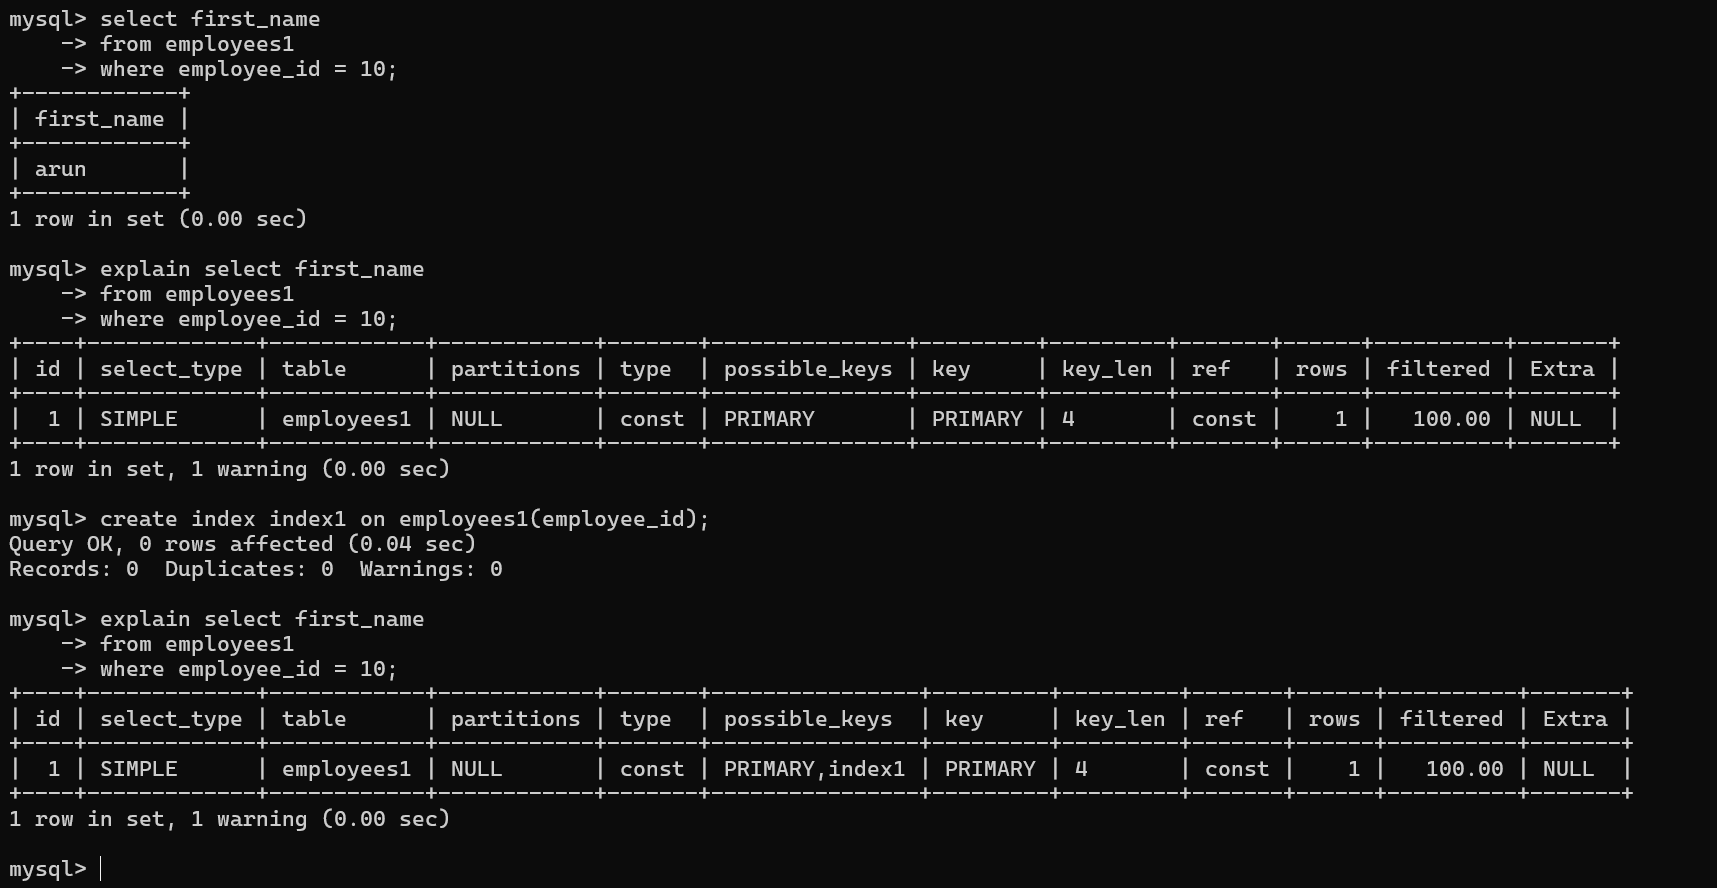 mysql> select first_name
    -> from employees1
    -> where employee_id = 10;
+------------+
| first_name |
+------------+
| arun       |
+------------+
1 row in set (0.00 sec)

mysql> explain select first_name
    -> from employees1
    -> where employee_id = 10;
+----+-------------+------------+------------+-------+---------------+---------+---------+-------+------+----------+-------+
| id | select_type | table      | partitions | type  | possible_keys | key     | key_len | ref   | rows | filtered | Extra |
+----+-------------+------------+------------+-------+---------------+---------+---------+-------+------+----------+-------+
|  1 | SIMPLE      | employees1 | NULL       | const | PRIMARY       | PRIMARY | 4       | const |    1 |   100.00 | NULL  |
+----+-------------+------------+------------+-------+---------------+---------+---------+-------+------+----------+-------+
1 row in set, 1 warning (0.00 sec)

mysql> create index index1 on employees1(employee_id);
Query OK, 0 rows affected (0.04 sec)
Records: 0  Duplicates: 0  Warnings: 0

mysql> explain select first_name
    -> from employees1
    -> where employee_id = 10;
+----+-------------+------------+------------+-------+----------------+---------+---------+-------+------+----------+-------+
| id | select_type | table      | partitions | type  | possible_keys  | key     | key_len | ref   | rows | filtered | Extra |
+----+-------------+------------+------------+-------+----------------+---------+---------+-------+------+----------+-------+
|  1 | SIMPLE      | employees1 | NULL       | const | PRIMARY,index1 | PRIMARY | 4       | const |    1 |   100.00 | NULL  |
+----+-------------+------------+------------+-------+----------------+---------+---------+-------+------+----------+-------+
1 row in set, 1 warning (0.00 sec)

mysql>